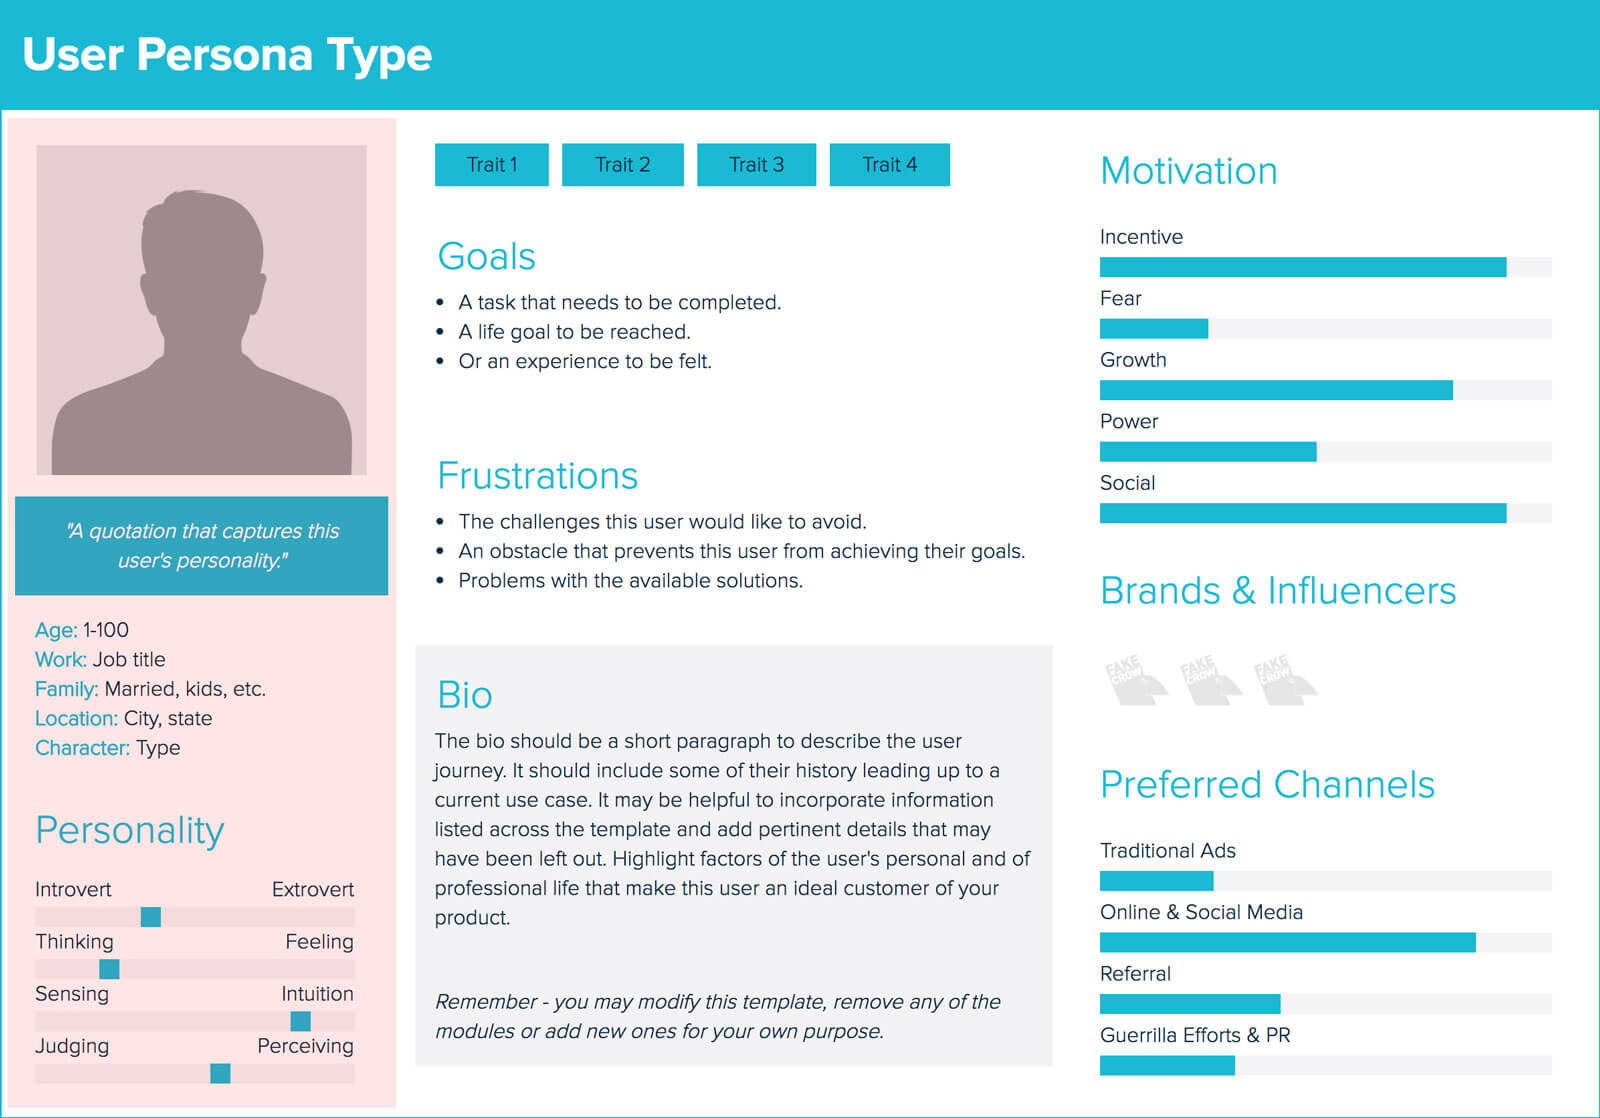 User Persona Type
"A quotation that captures this
user's personality."
Age: 1-100
Work: Job title
Family: Married, kids, etc.
Location: City, state
Character: Type
Personality
Introvert Extrovert
Thinking Feeling
Sensing Intuition
Judging Perceiving
Trait 1 Trait 2 Trait 3 Trait 4
Goals
• A task that needs to be completed.
• A life goal to be reached.
• Or an experience to be felt.
Frustrations
• The challenges this user would like to avoid.
• An obstacle that prevents this user from achieving their goals.
• Problems with the available solutions.
Bio
The bio should be a short paragraph to describe the user
journey. It should include some of their history leading up to a
current use case. It may be helpful to incorporate information
listed across the template and add pertinent details that may
have been left out. Highlight factors of the user's personal and of
professional life that make this user an ideal customer of your
product.
Remember - you may modify this template, remove any of the
modules or add new ones for your own purpose.
Motivation
Incentive
Fear
Growth
Power
Social
Brands & Influencers
FAKE
CROW
FAKE
CROW
FAKE
CROW
Preferred Channels
Traditional Ads
Online & Social Media
Referral
Guerrilla Efforts & PR